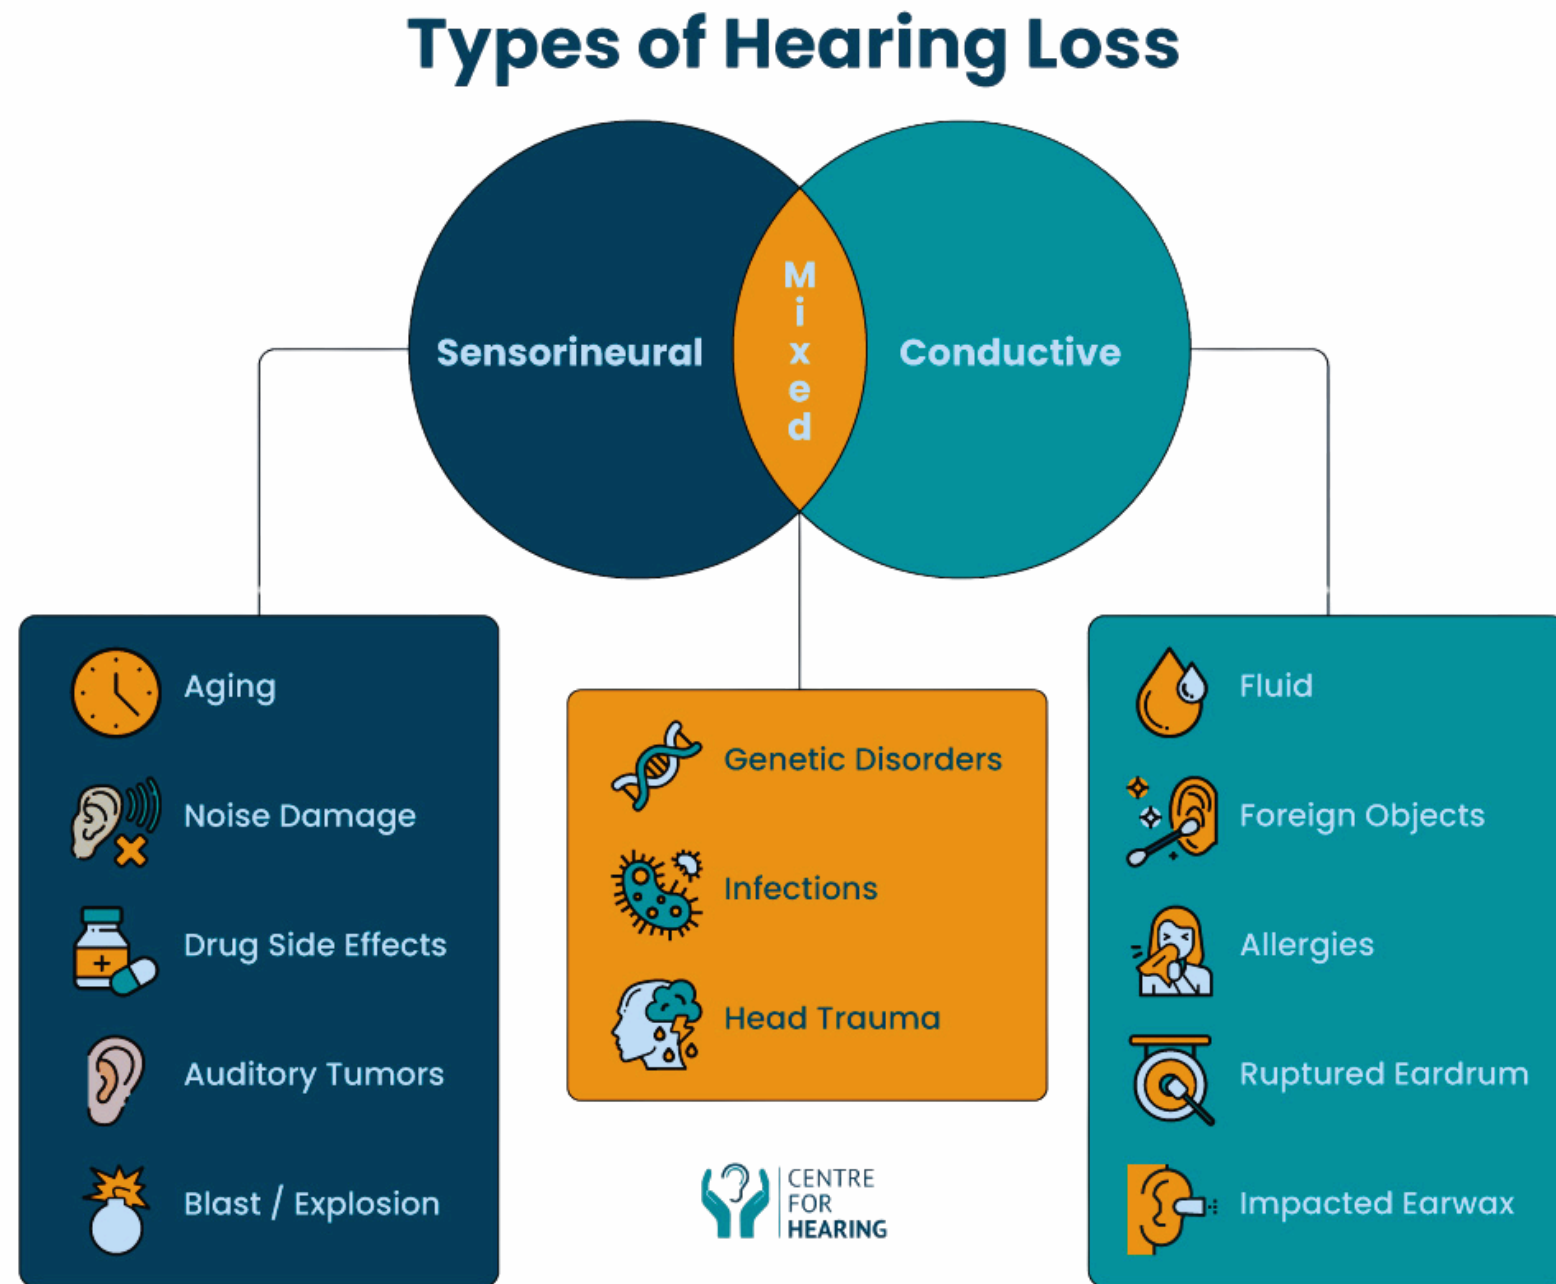 Types of Hearing Loss
Sensorineural
Mixed
Conductive
Aging
Noise Damage
Drug Side Effects
Auditory Tumors
Blast / Explosion
Genetic Disorders
Infections
Head Trauma
Fluid
Foreign Objects
Allergies
Ruptured Eardrum
Impacted Earwax
CENTRE
FOR
HEARING